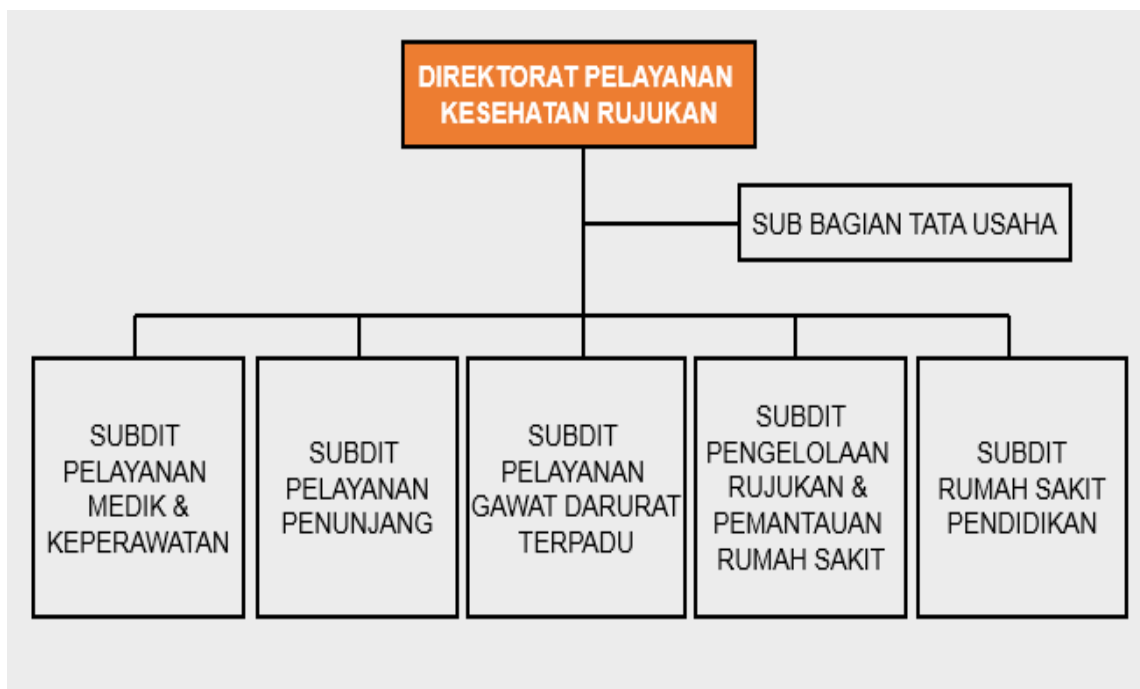 DIREKTORAT PELAYANAN
KESEHATAN RUJUKAN
SUB BAGIAN TATA USAHA
SUBDIT
PELAYANAN
MEDIK &
KEPERAWATAN
SUBDIT
PELAYANAN
PENUNJANG
SUBDIT
PELAYANAN
GAWAT DARURAT
TERPADU
SUBDIT
PENGELOLAAN
RUJUKAN &
PEMANTAUAN
RUMAH SAKIT
SUBDIT
RUMAH SAKIT
PENDIDIKAN